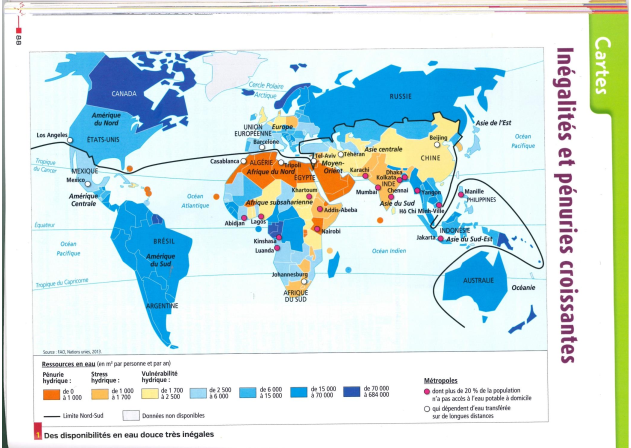 Cartes
Inégalités et pénuries croissantes
88
CANADA
Cercle Polaire
Arctique
RUSSIE
Amérique
du Nord
Los Angeles
ÉTATS-UNIS
UNION
EUROPÉENNE
Europe
Barcelone
Asie de l'Est
Océan
Pacifique
Asie centrale
Beijing
Casablanca
ALGÉRIE
Tripoli
Tel-Aviv
Téhéran
CHINE
Tropique
du Cancer
MEXIQUE
Mexico
Afrique du Nord
ÉGYPTE
Moyen-
Orient
Karachi
Dhaka
Kolkata
INDE
Mumbai
Chennai
Yangon
Manille
PHILIPPINES
Asie du Sud
Hô Chi Minh-Ville
Amérique
Centrale
Océan
Atlantique
Khartoum
Afrique subsaharienne
Addis-Abeba
Abidjan
Lagos
Nairobi
Équateur
Kinshasa
Luanda
INDONÉSIE
Jakarta
Asie du Sud-Est
Océan
Pacifique
BRÉSIL
Amérique
du Sud
Océan Indien
Johannesburg
AUSTRALIE
Océanie
Tropique du Capricorne
ARGENTINE
AFRIQUE
DU SUD
Source : FAO, Nations unies, 2013.
Ressources en eau (en m³ par personne et par an)
Pénurie
hydrique :
Stress
hydrique :
Vulnérabilité
hydrique :
de 0
à 1 000
de 1 000
à 1 700
de 1 700
à 2 500
de 2 500
à 6 000
de 6 000
à 15 000
de 15 000
à 70 000
de 70 000
à 684 000
Limite Nord-Sud
Données non disponibles
Métropoles
dont plus de 20 % de la population
n'a pas accès à l'eau potable à domicile
qui dépendent d'eau transférée
sur de longues distances
1 Des disponibilités en eau douce très inégales